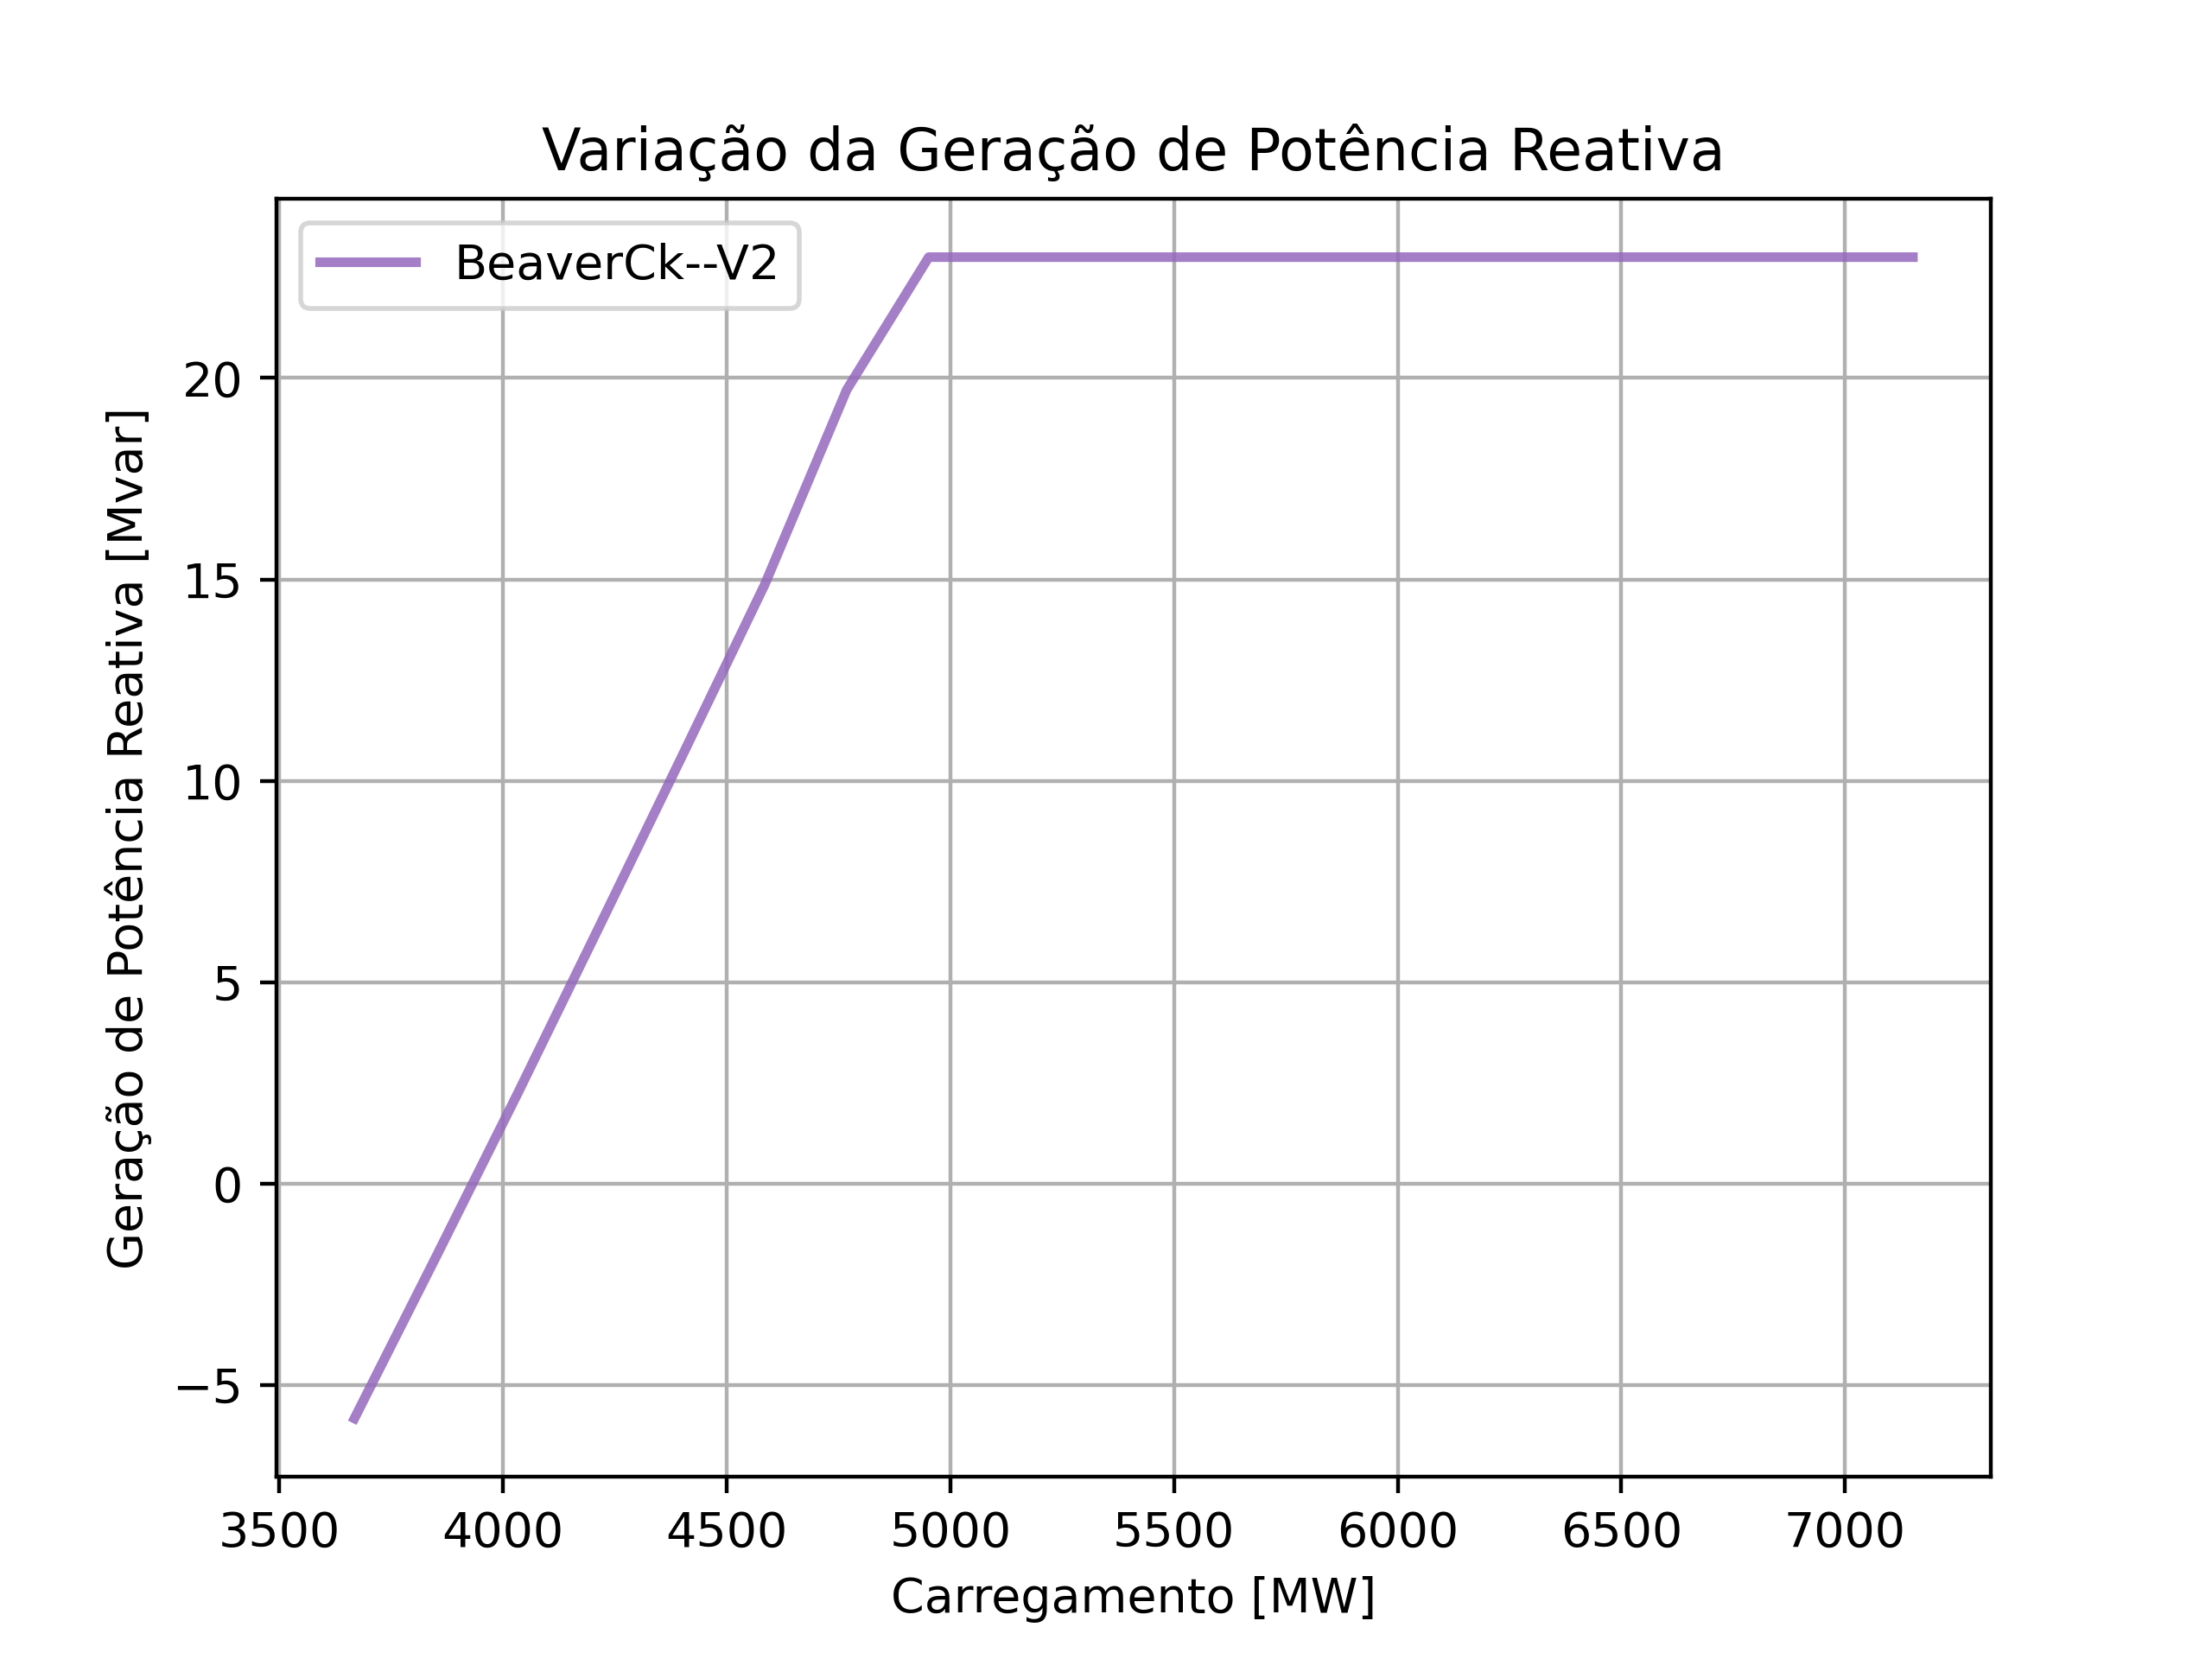 Variação da Geração de Potência Reativa
BeaverCk--V2
Geração de Potência Reativa [Mvar]
20
15
10
5
0
−5
3500 4000 4500 5000 5500 6000 6500 7000
Carregamento [MW]